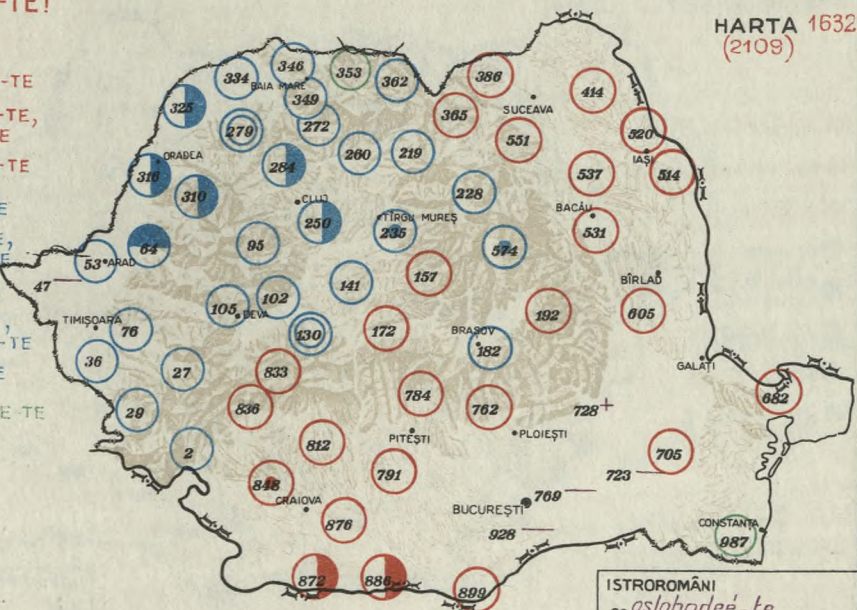 -TE!
HARTA 1632
(2109)
-TE
-TE,
E
-TE
E
E,
E
,
-TE
E
E-TE
334
346
353
362
386
414
BAIA MARE
349
325
365
SUCEAVA
279
272
520
551
IAȘI
ORADEA
284
260
219
537
514
316
310
228
CLUJ
250
TÎRGU MUREȘ
BACĂU
235
531
64
95
574
53
ARAD
47
157
BÎRLAD
141
102
105
DEVA
192
605
TIMIȘOARA
76
130
172
BRAȘOV
182
36
GALAȚI
27
833
784
682
29
836
762
728
PITEȘTI
PLOIEȘTI
2
812
705
791
723
848
769
CRAIOVA
BUCUREȘTI
876
928
CONSTANȚA
987
872
886
899
ISTROROMÂNI